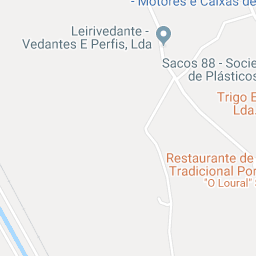 - Motores e Caixas de
Leirivedante -
Vedantes E Perfis, Lda
Sacos 88 - Socie
de Plásticos
Trigo E
Lda.
Restaurante de
Tradicional Por
"O Loural"